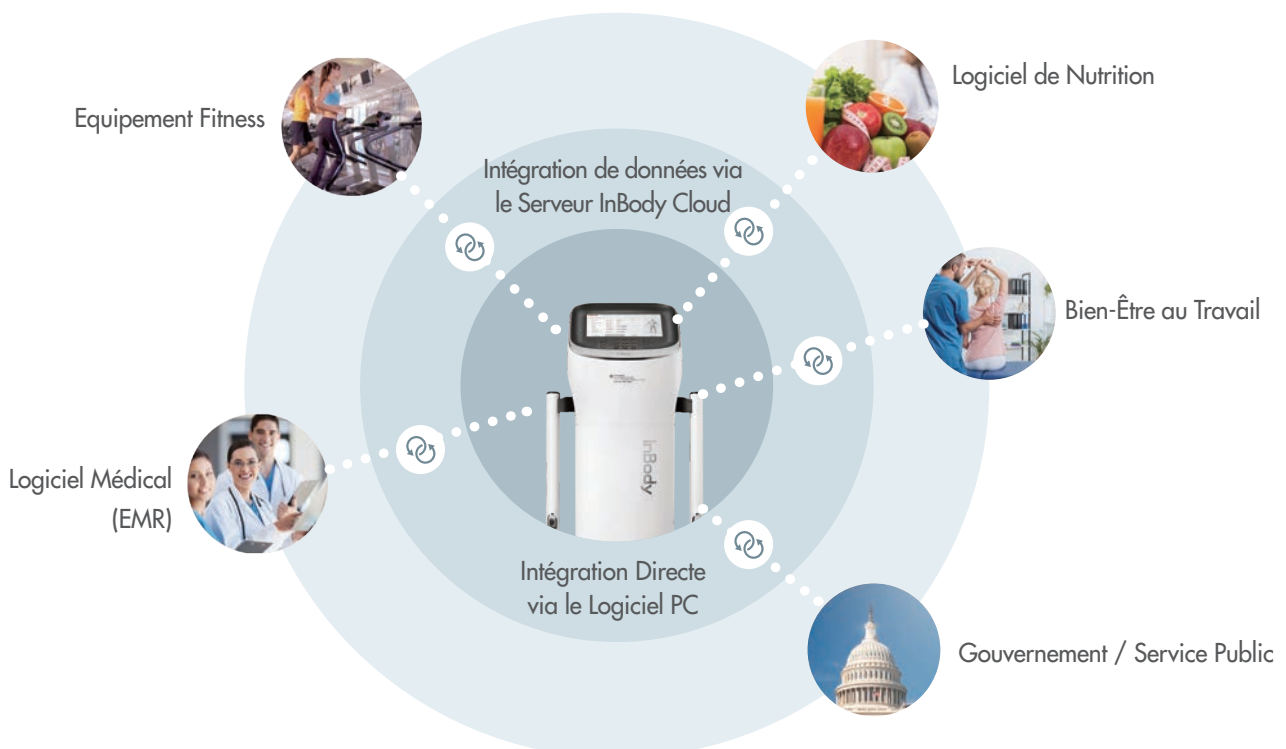 Equipement Fitness
Logiciel de Nutrition
Intégration de données via
le Serveur InBody Cloud
Bien-Être au Travail
InBody
Logiciel Médical
(EMR)
Intégration Directe
via le Logiciel PC
Gouvernement / Service Public